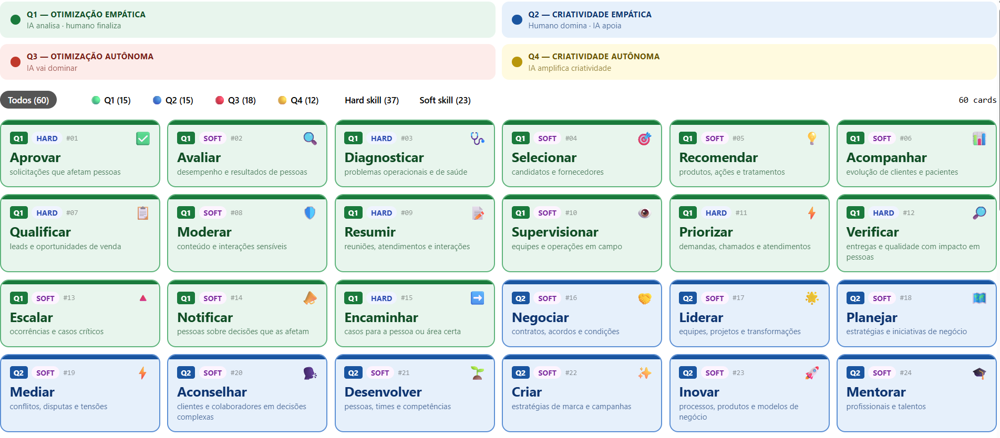 Q1 — OTIMIZAÇÃO EMPÁTICA
IA analisa · humano finaliza
Q2 — CRIATIVIDADE EMPÁTICA
Humano domina · IA apoia
Q3 — OTIMIZAÇÃO AUTÔNOMA
IA vai dominar
Q4 — CRIATIVIDADE AUTÔNOMA
IA amplifica criatividade
Todos (60) Q1 (15) Q2 (15) Q3 (18) Q4 (12) Hard skill (37) Soft skill (23) 60 cards
Q1 HARD #01
Aprovar
solicitações que afetam pessoas
Q1 SOFT #02
Avaliar
desempenho e resultados de pessoas
Q1 HARD #03
Diagnosticar
problemas operacionais e de saúde
Q1 SOFT #04
Selecionar
candidatos e fornecedores
Q1 SOFT #05
Recomendar
produtos, ações e tratamentos
Q1 SOFT #06
Acompanhar
evolução de clientes e pacientes
Q1 HARD #07
Qualificar
leads e oportunidades de venda
Q1 SOFT #08
Moderar
conteúdo e interações sensíveis
Q1 HARD #09
Resumir
reuniões, atendimentos e interações
Q1 SOFT #10
Supervisionar
equipes e operações em campo
Q1 HARD #11
Priorizar
demandas, chamados e atendimentos
Q1 HARD #12
Verificar
entregas e qualidade com impacto em
pessoas
Q1 SOFT #13
Escalar
ocorrências e casos críticos
Q1 SOFT #14
Notificar
pessoas sobre decisões que as afetam
Q1 HARD #15
Encaminhar
casos para a pessoa ou área certa
Q2 SOFT #16
Negociar
contratos, acordos e condições
Q2 SOFT #17
Liderar
equipes, projetos e transformações
Q2 SOFT #18
Planejar
estratégias e iniciativas de negócio
Q2 SOFT #19
Mediar
conflitos, disputas e tensões
Q2 SOFT #20
Aconselhar
clientes e colaboradores em decisões
complexas
Q2 SOFT #21
Desenvolver
pessoas, times e competências
Q2 SOFT #22
Criar
estratégias de marca e campanhas
Q2 SOFT #23
Inovar
processos, produtos e modelos de
negócio
Q2 SOFT #24
Mentorar
profissionais e talentos